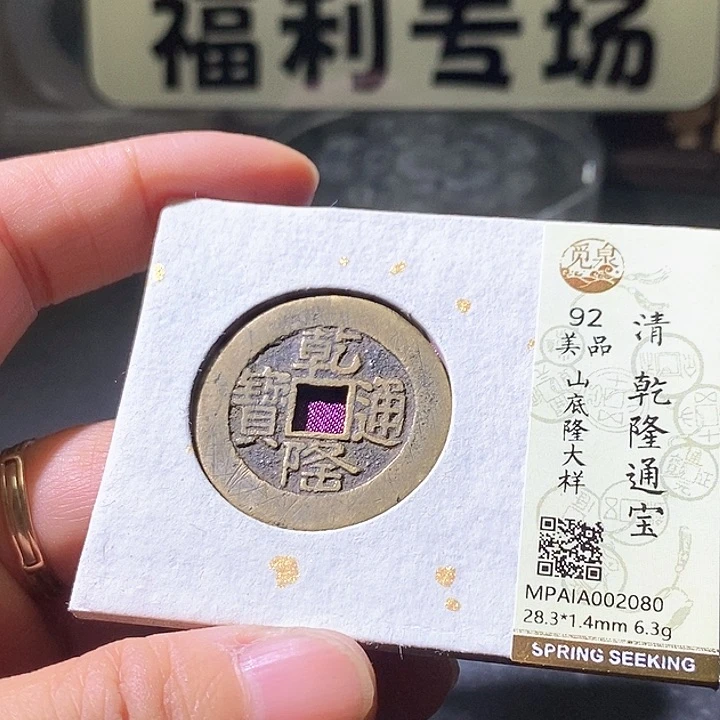 福利专场
乾隆通寳
觅泉
清 乾隆通宝
92
美品 山底隆大样
MPAIA002080
28.3*1.4mm 6.3g
SPRING SEEKING